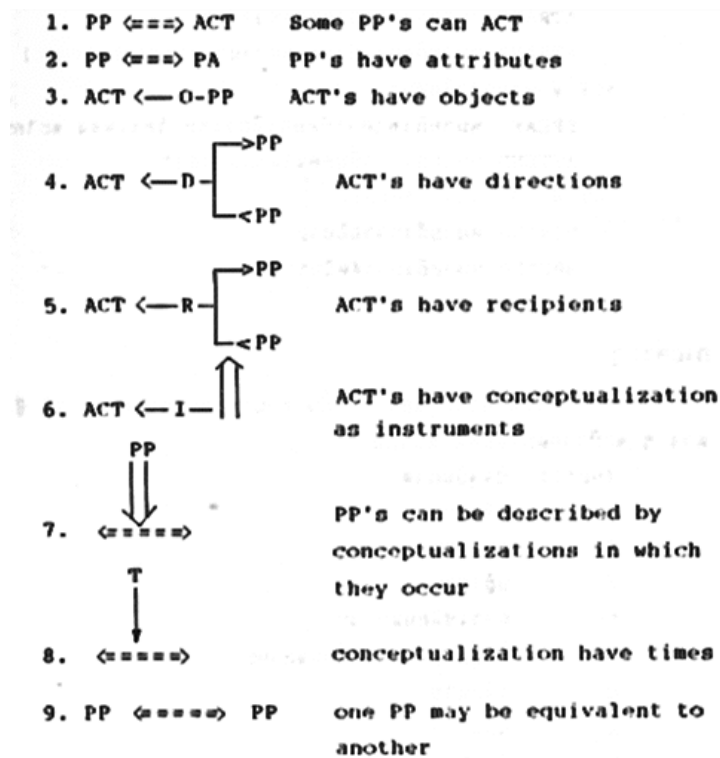 1. PP <===> ACT Some PP's can ACT
2. PP <===> PA PP's have attributes
3. ACT <— O-PP ACT's have objects
>PP
4. ACT <— D ACT's have directions
<PP
>PP
5. ACT <— R ACT's have recipients
<PP
6. ACT <— I ACT's have conceptualization
as instruments
PP
7. <=====> PP's can be described by
conceptualizations in which
they occur
T
8. <=====> conceptualization have times
9. PP <=====> PP one PP may be equivalent to
another